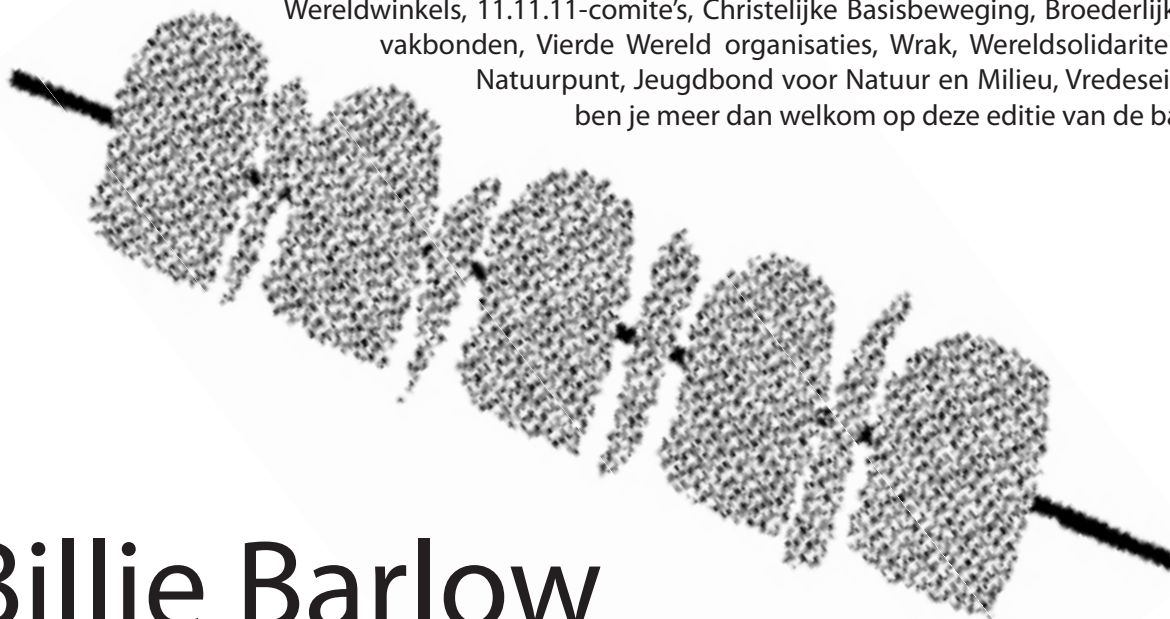 Wereldwinkels, 11.11.11-comite’s, Christelijke Basisbeweging, Broederlijk
vakbonden, Vierde Wereld organisaties, Wrak, Wereldsolidarite
Natuurpunt, Jeugdbond voor Natuur en Milieu, Vredesei
ben je meer dan welkom op deze editie van de ba
Billie Barlow